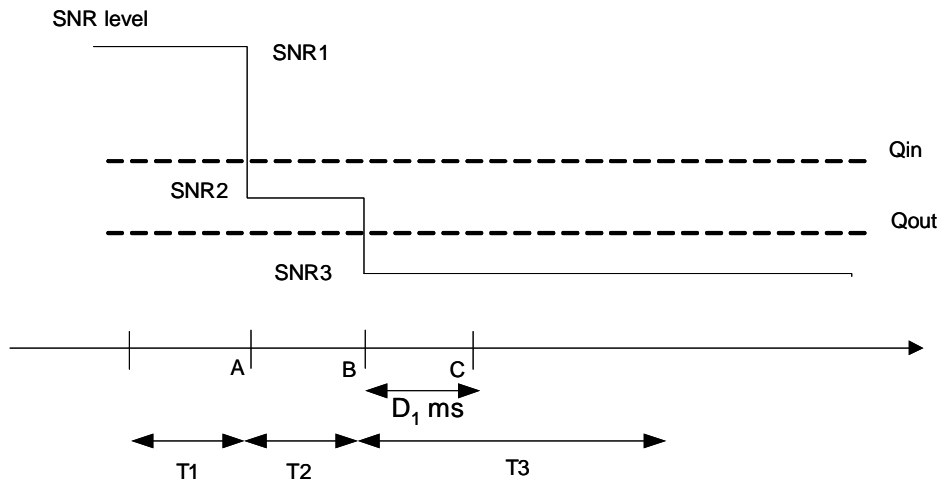 SNR level
SNR1
Qin
SNR2
Qout
SNR3
A B C
D1 ms
T1 T2 T3